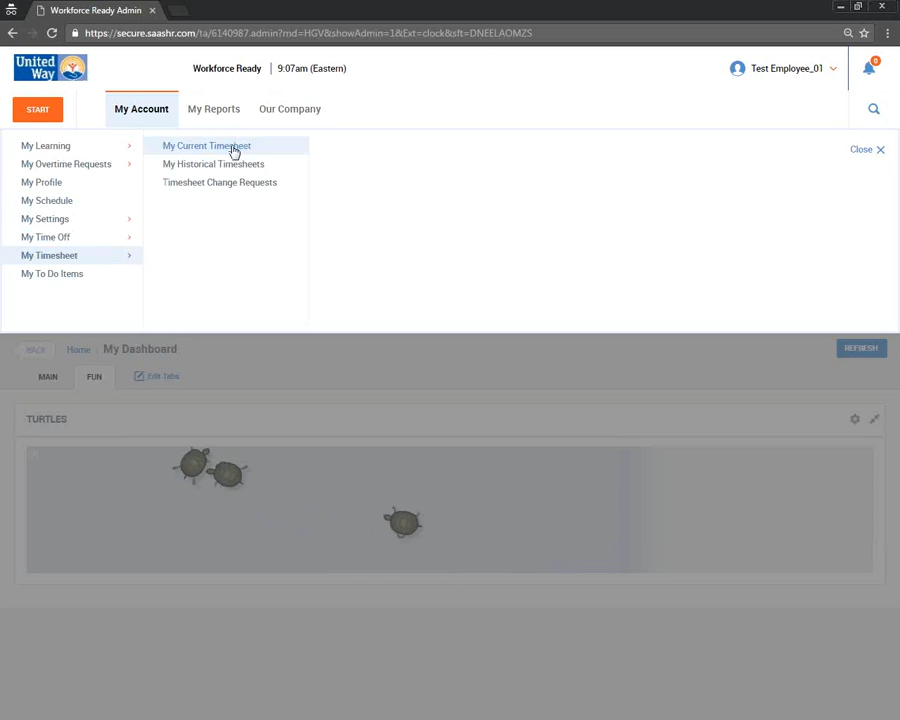 Workforce Ready Admin
https://secure.saashr.com/ta/6140987.admin?rnd=HGV&showAdmin=1&Ext=clock&sft=DNEELAOMZS
United Way
Workforce Ready | 9:07am (Eastern)
Test Employee_01
0
START
My Account
My Reports
Our Company
My Learning
My Overtime Requests
My Profile
My Schedule
My Settings
My Time Off
My Timesheet
My To Do Items
My Current Timesheet
My Historical Timesheets
Timesheet Change Requests
Close
BACK
Home
My Dashboard
REFRESH
MAIN
FUN
Edit Tabs
TURTLES